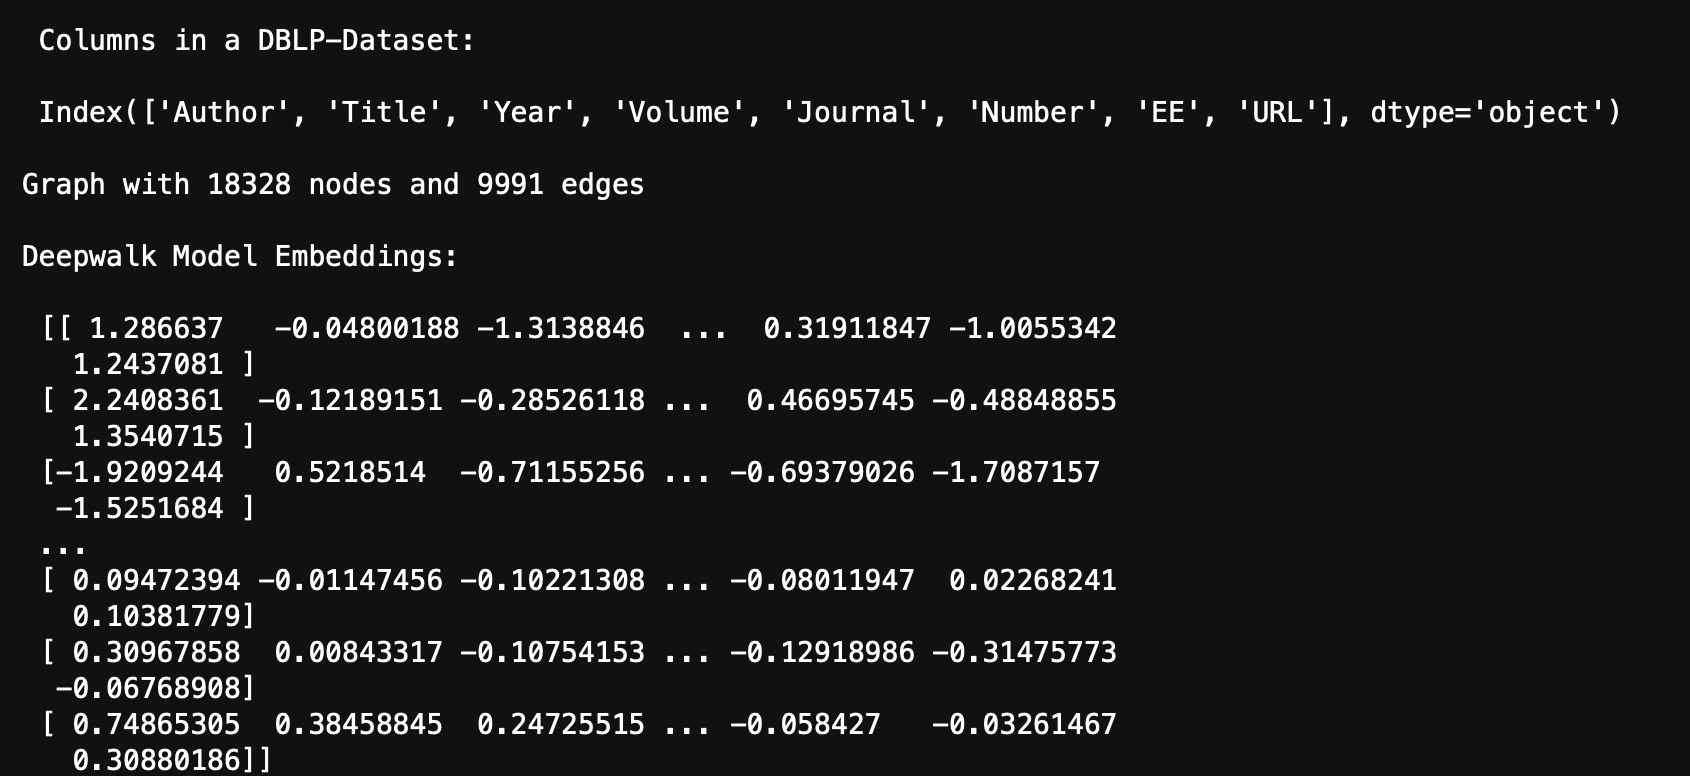 Columns in a DBLP-Dataset:
Index(['Author', 'Title', 'Year', 'Volume', 'Journal', 'Number', 'EE', 'URL'], dtype='object')
Graph with 18328 nodes and 9991 edges
Deepwalk Model Embeddings:
[[ 1.286637   -0.04800188 -1.3138846  ...  0.31911847 -1.0055342
1.2437081 ]
[ 2.2408361  -0.12189151 -0.28526118 ...  0.46695745 -0.48848855
1.3540715 ]
[-1.9209244   0.5218514  -0.71155256 ... -0.69379026 -1.7087157
-1.5251684 ]
...
[ 0.09472394 -0.01147456 -0.10221308 ... -0.08011947  0.02268241
0.10381779]
[ 0.30967858  0.00843317 -0.10754153 ... -0.12918986 -0.31475773
-0.06768908]
[ 0.74865305  0.38458845  0.24725515 ... -0.058427   -0.03261467
0.30880186]]